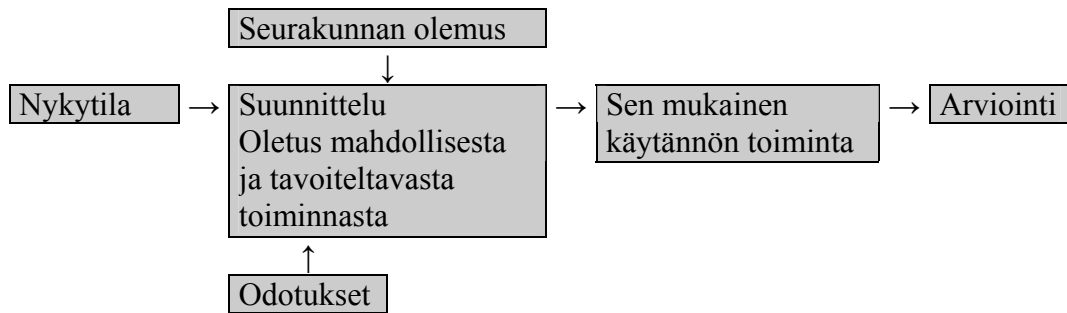 Seurakunnan olemus
↓
Nykytila → Suunnittelu → Sen mukainen → Arviointi
Oletus mahdollisesta käytännön toiminta
ja tavoiteltavasta
toiminnasta
↑
Odotukset